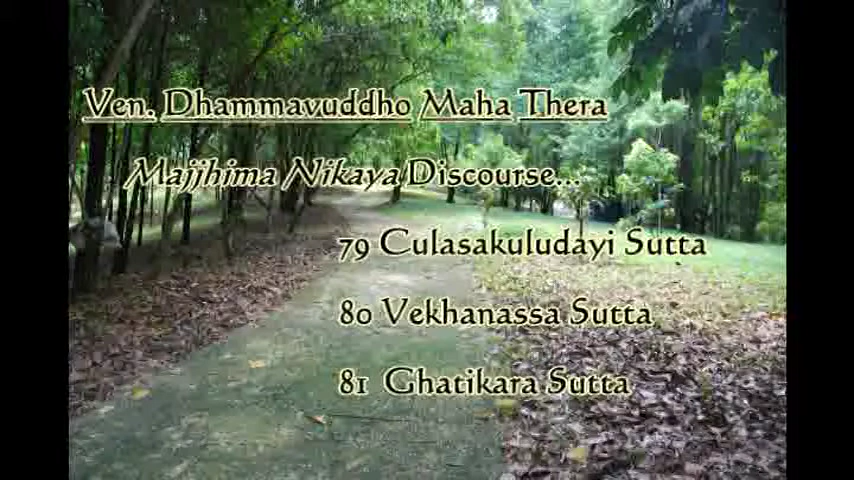 Ven. Dhammavuddho Maha Thera
Majjhima Nikaya Discourse...
79 Culasakuludayi Sutta
80 Vekhanassa Sutta
81 Ghatikara Sutta